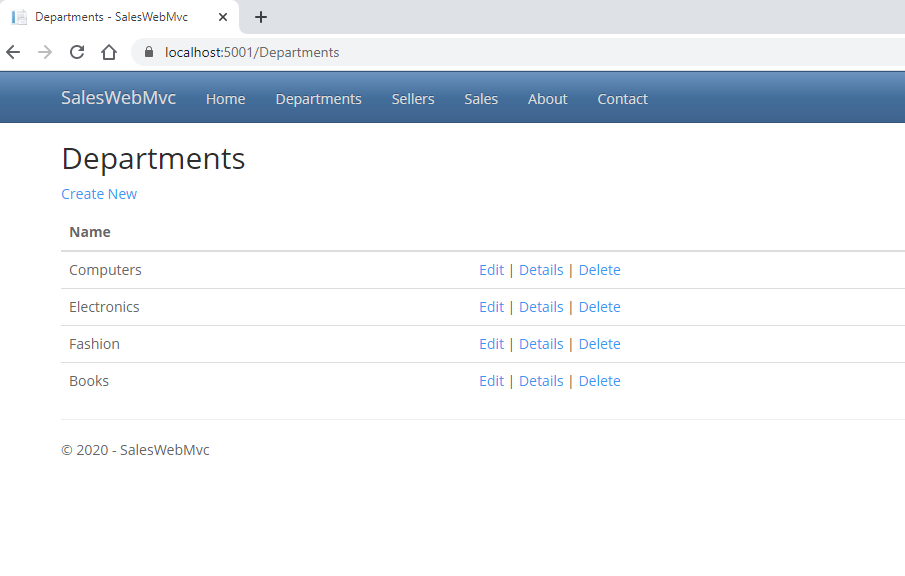 Departments - SalesWebMvc
localhost:5001/Departments
SalesWebMvc Home Departments Sellers Sales About Contact
Departments
Create New
Name
Computers Edit | Details | Delete
Electronics Edit | Details | Delete
Fashion Edit | Details | Delete
Books Edit | Details | Delete
© 2020 - SalesWebMvc